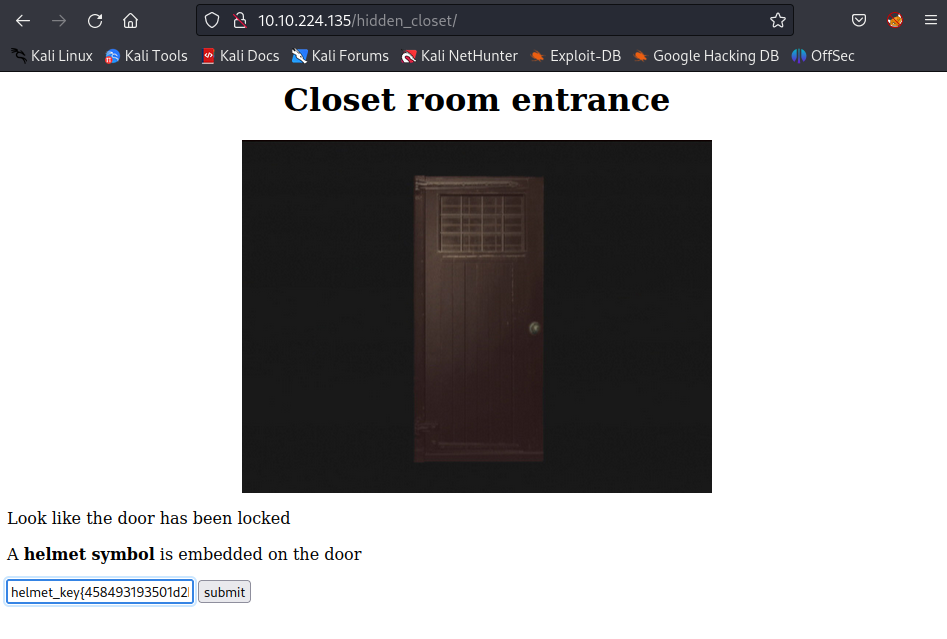 10.10.224.135/hidden_closet/
Kali Linux Kali Tools Kali Docs Kali Forums Kali NetHunter Exploit-DB Google Hacking DB OffSec
Closet room entrance
Look like the door has been locked
A helmet symbol is embedded on the door
helmet_key{458493193501d2 submit